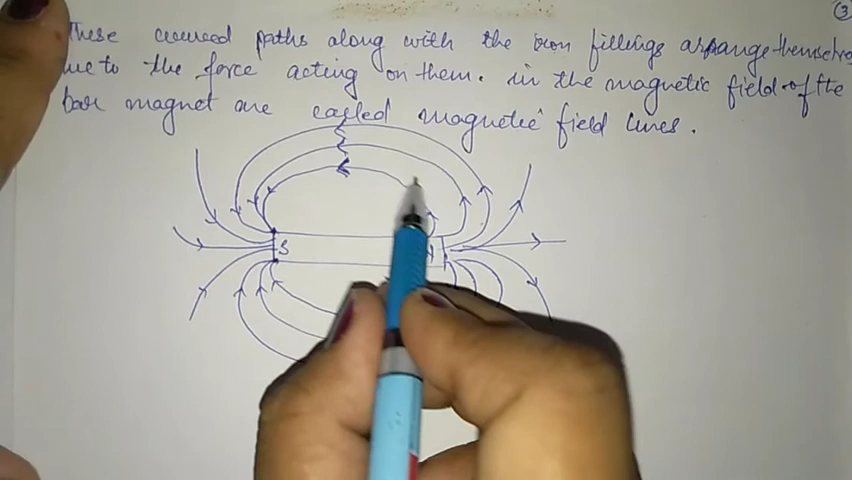 ③
These curved paths along with the iron fillings arrange themselves
due to the force acting on them. in the magnetic field of the
bar magnet are called magnetic field lines.
S